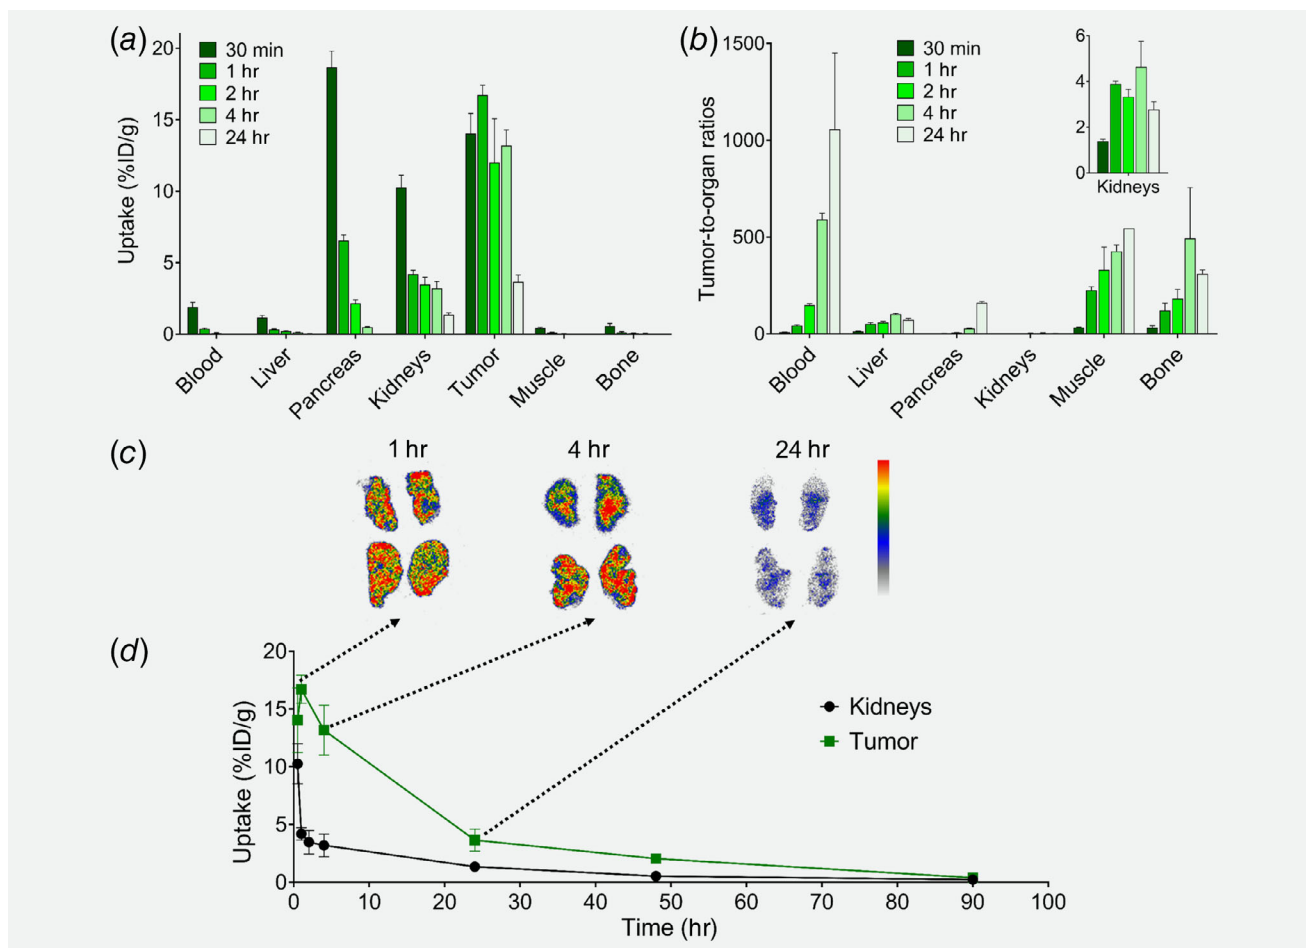 (a)
Uptake (%ID/g)
20
15
10
5
0
30 min
1 hr
2 hr
4 hr
24 hr
Blood
Liver
Pancreas
Kidneys
Tumor
Muscle
Bone
(b)
Tumor-to-organ ratios
1500
1000
500
0
30 min
1 hr
2 hr
4 hr
24 hr
6
4
2
0
Kidneys
Blood
Liver
Pancreas
Kidneys
Muscle
Bone
(c)
1 hr
4 hr
24 hr
(d)
Uptake (%ID/g)
20
15
10
5
0
Kidneys
Tumor
0 10 20 30 40 50 60 70 80 90 100
Time (hr)